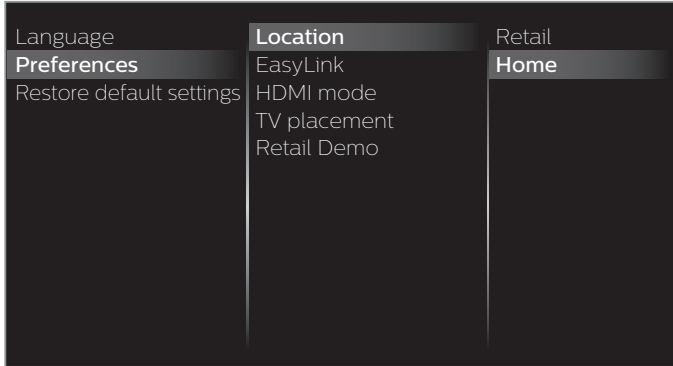 Language
Preferences
Restore default settings
Location
EasyLink
HDMI mode
TV placement
Retail Demo
Retail
Home